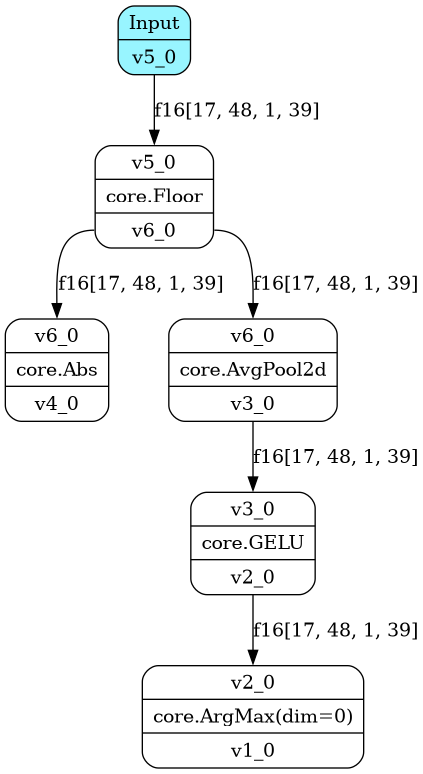 Input
v5_0
f16[17, 48, 1, 39]
v5_0
core.Floor
v6_0
f16[17, 48, 1, 39]
f16[17, 48, 1, 39]
v6_0
core.Abs
v4_0
v6_0
core.AvgPool2d
v3_0
f16[17, 48, 1, 39]
v3_0
core.GELU
v2_0
f16[17, 48, 1, 39]
v2_0
core.ArgMax(dim=0)
v1_0